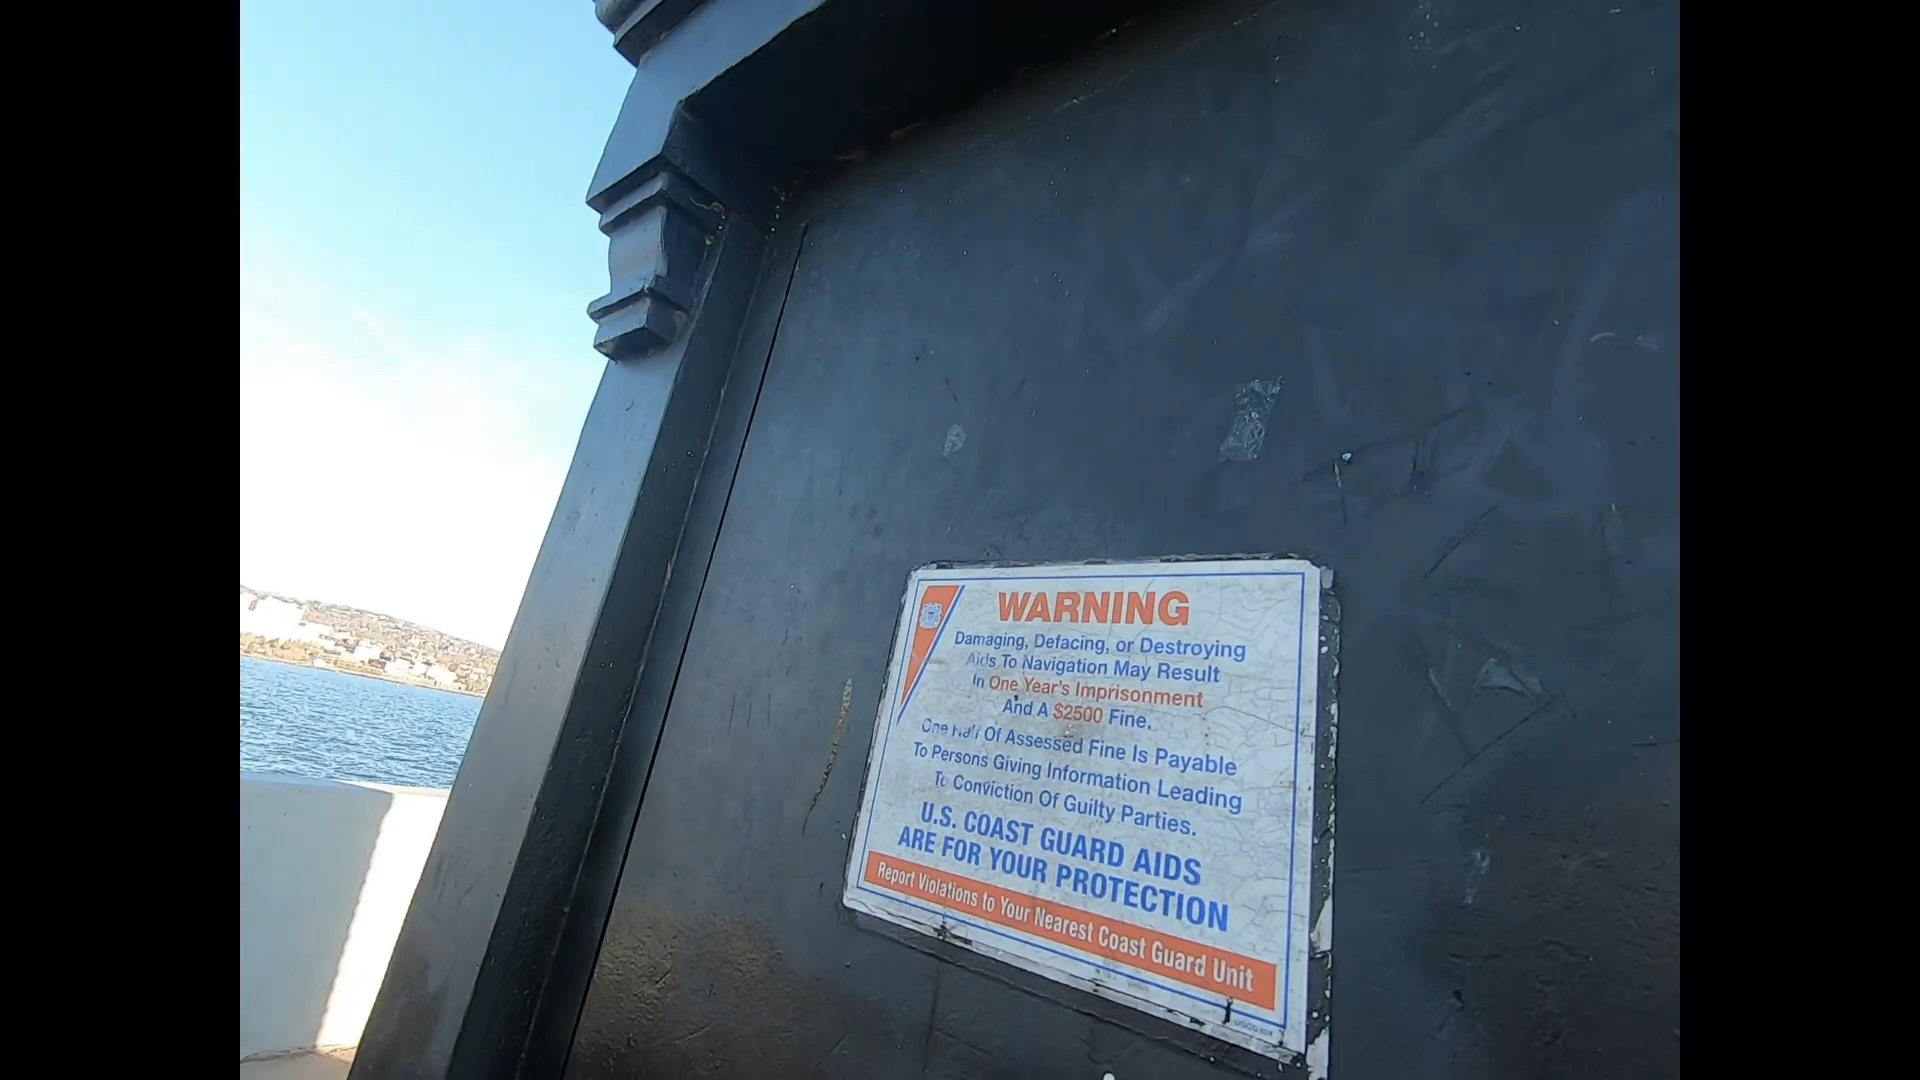 WARNING
Damaging, Defacing, or Destroying
Aids To Navigation May Result
In One Year's Imprisonment
And A $2500 Fine.
One Half Of Assessed Fine Is Payable
To Persons Giving Information Leading
To Conviction Of Guilty Parties.
U.S. COAST GUARD AIDS
ARE FOR YOUR PROTECTION
Report Violations to Your Nearest Coast Guard Unit